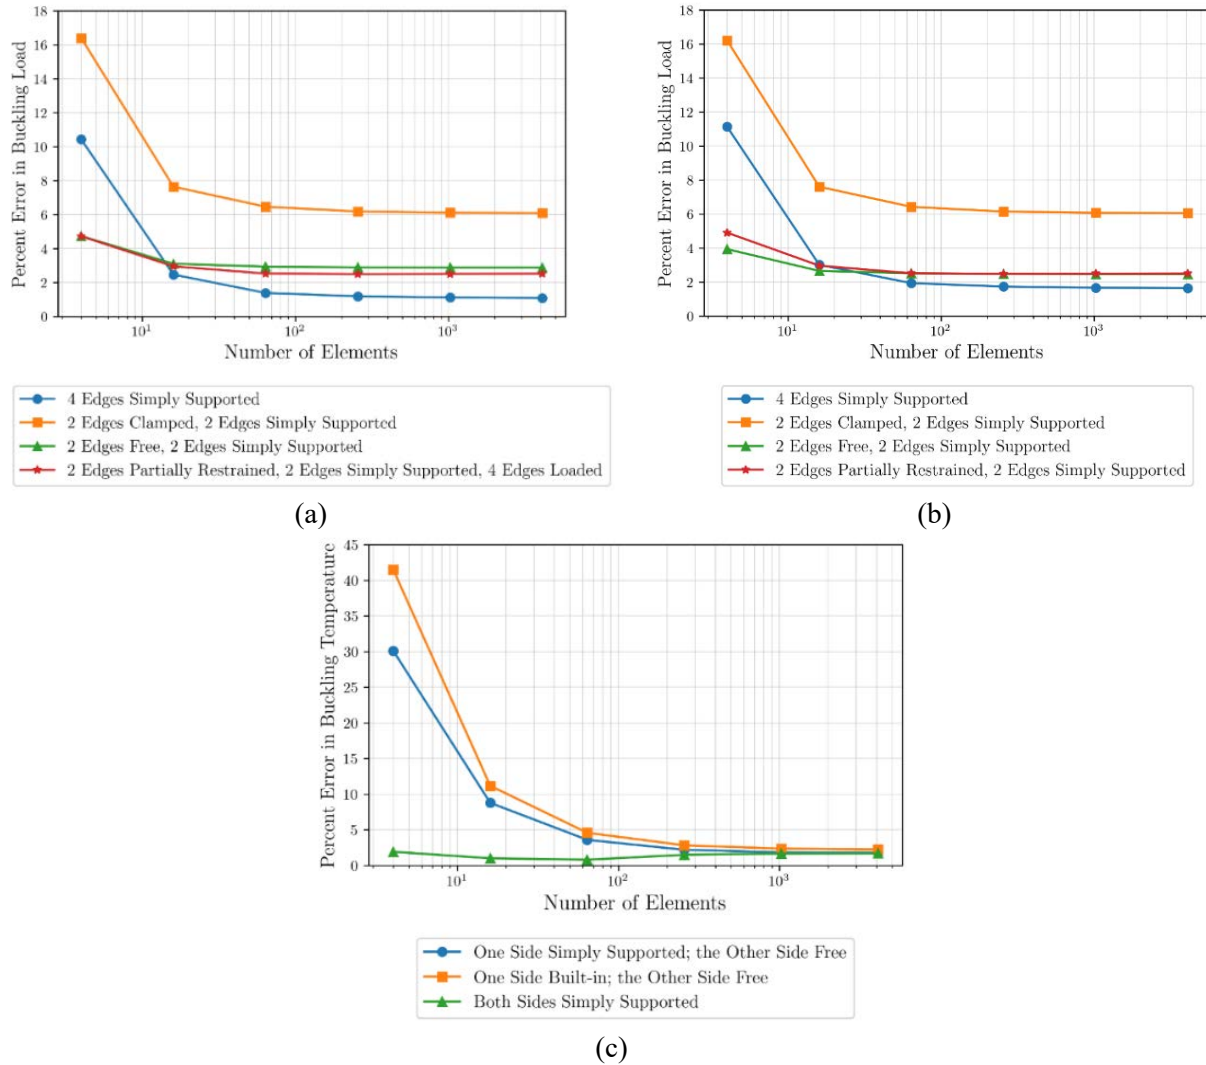 18
16
14
12
10
8
6
4
2
0
Percent Error in Buckling Load
10¹ 10² 10³
Number of Elements
4 Edges Simply Supported
2 Edges Clamped, 2 Edges Simply Supported
2 Edges Free, 2 Edges Simply Supported
2 Edges Partially Restrained, 2 Edges Simply Supported, 4 Edges Loaded
(a)
18
16
14
12
10
8
6
4
2
0
Percent Error in Buckling Load
10¹ 10² 10³
Number of Elements
4 Edges Simply Supported
2 Edges Clamped, 2 Edges Simply Supported
2 Edges Free, 2 Edges Simply Supported
2 Edges Partially Restrained, 2 Edges Simply Supported
(b)
45
40
35
30
25
20
15
10
5
0
Percent Error in Buckling Temperature
10¹ 10² 10³
Number of Elements
One Side Simply Supported; the Other Side Free
One Side Built-in; the Other Side Free
Both Sides Simply Supported
(c)